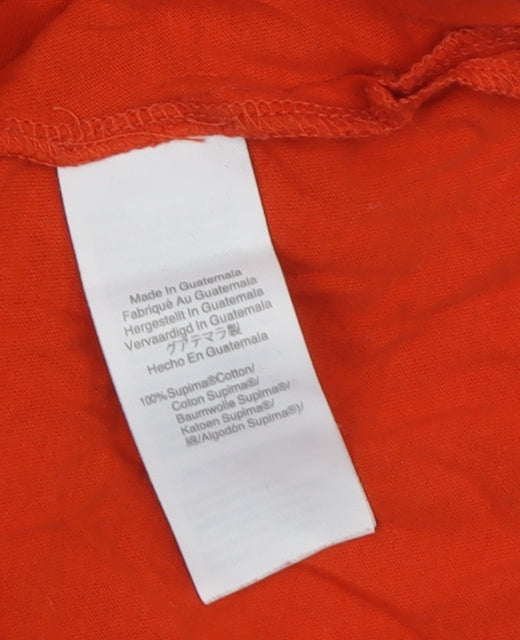 Made In Guatemala
Fabriqué Au Guatemala
Hergestellt In Guatemala
Vervaardigd In Guatemala
グアテマラ製
Hecho En Guatemala
100% Supima®Cotton/
Coton Supima®/
Baumwolle Supima®/
Katoen Supima®/
綿/Algodón Supima®)/